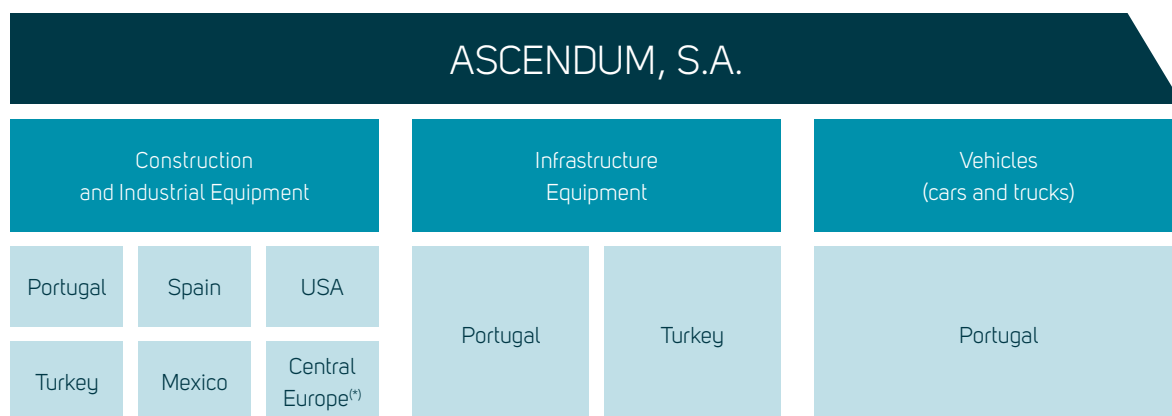 ASCENDUM, S.A.
Construction
and Industrial Equipment
Infrastructure
Equipment
Vehicles
(cars and trucks)
Portugal
Spain
USA
Turkey
Mexico
Central
Europe(*)
Portugal
Turkey
Portugal